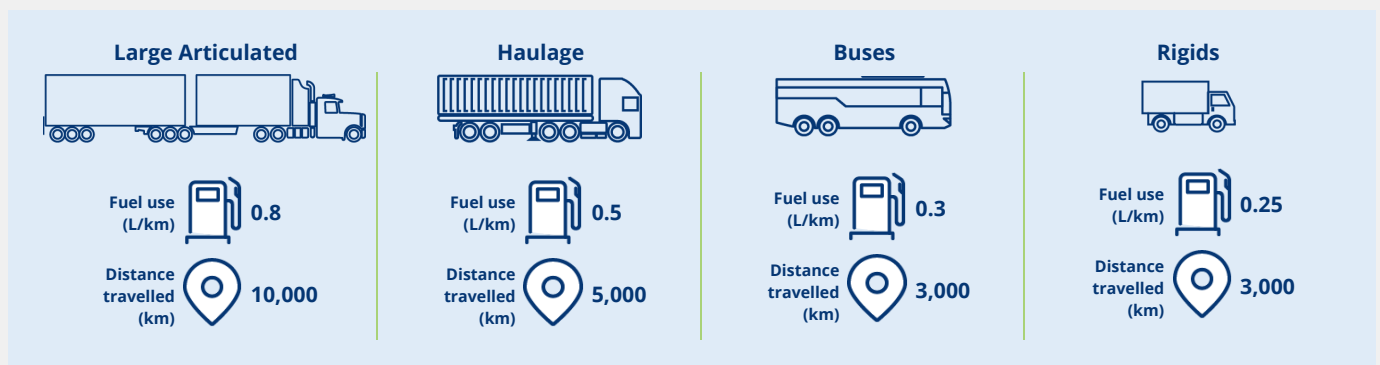 Large Articulated
Fuel use
(L/km)
0.8
Distance
travelled
(km)
10,000
Haulage
Fuel use
(L/km)
0.5
Distance
travelled
(km)
5,000
Buses
Fuel use
(L/km)
0.3
Distance
travelled
(km)
3,000
Rigids
Fuel use
(L/km)
0.25
Distance
travelled
(km)
3,000